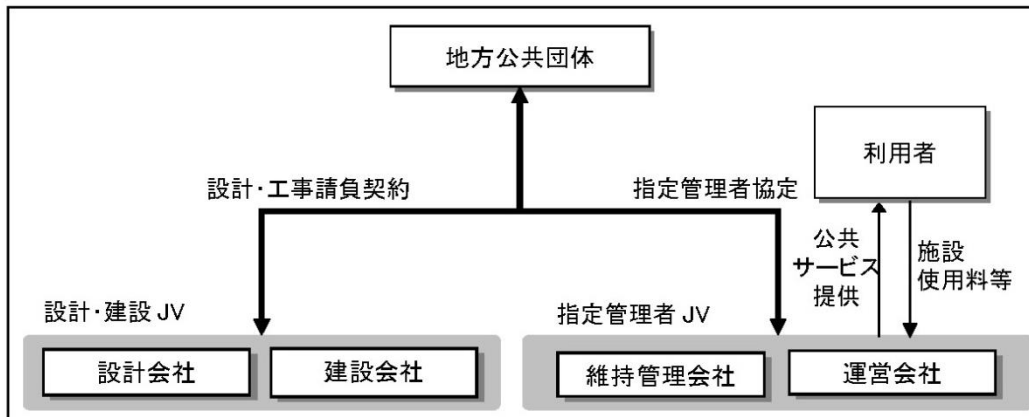 地方公共団体
利用者
設計・工事請負契約
指定管理者協定
公共
サービス
提供
施設
使用料等
設計・建設 JV
指定管理者 JV
設計会社
建設会社
維持管理会社
運営会社